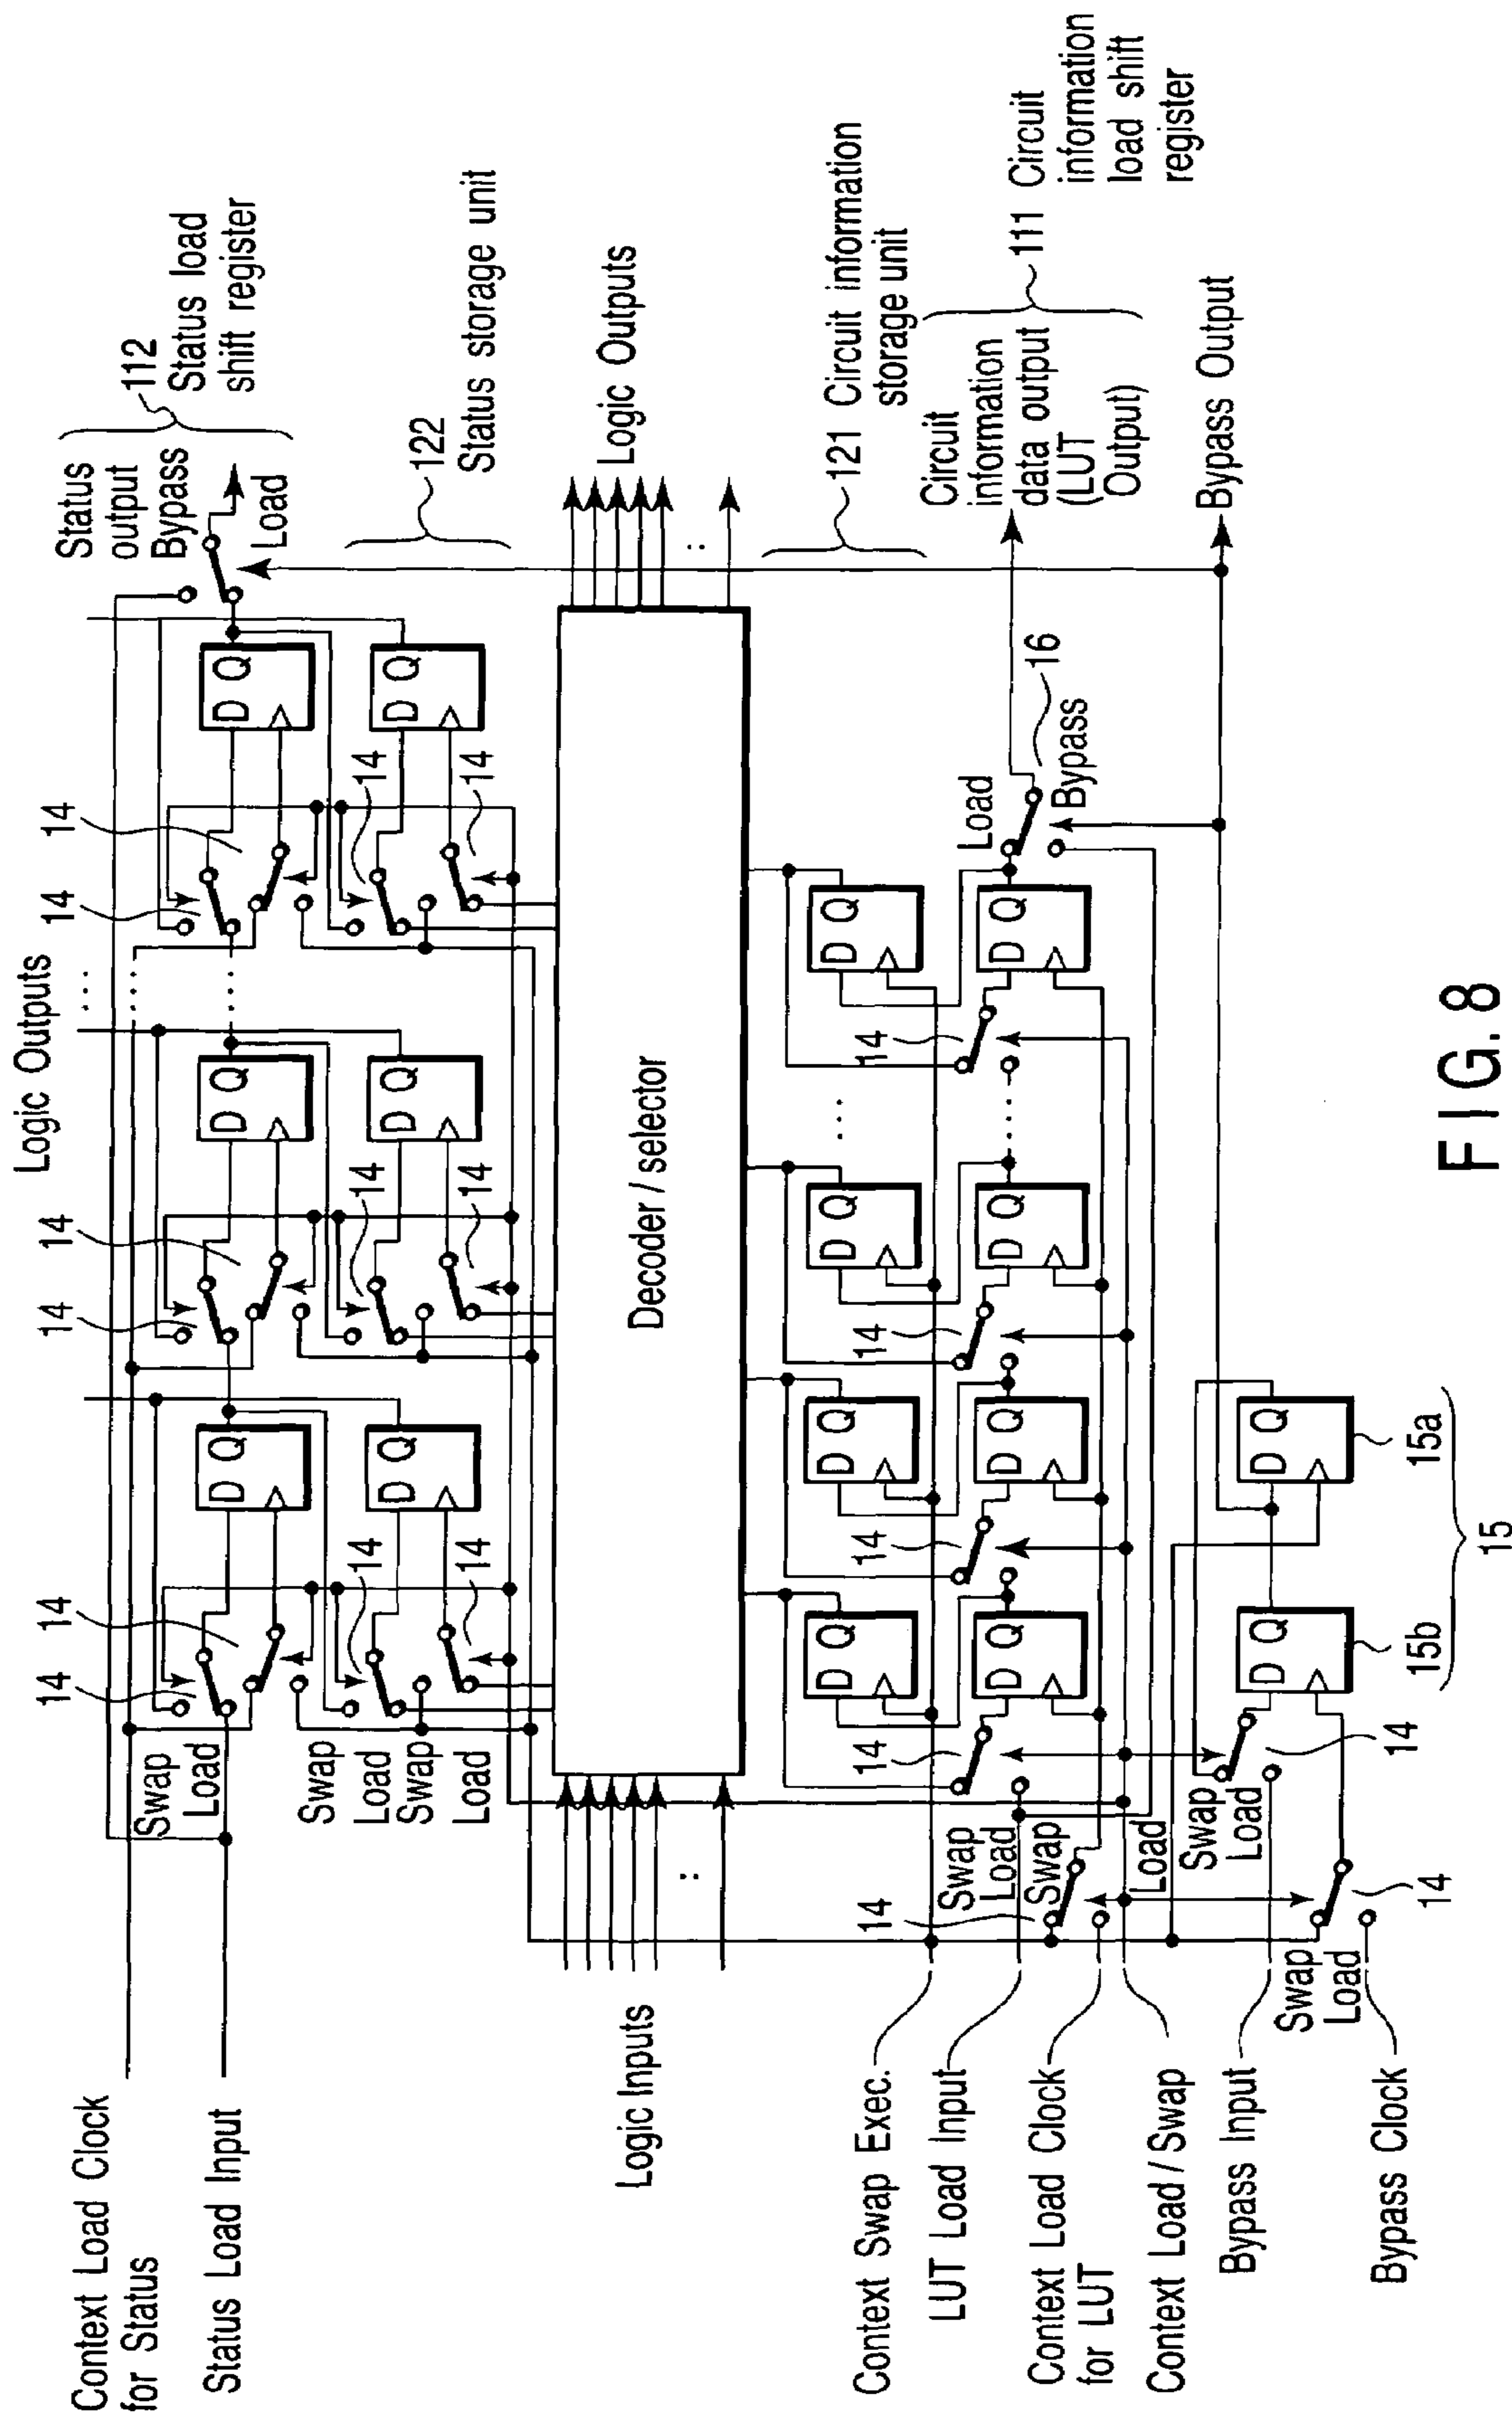 Context Load Clock
for Status
Status Load Input
Logic Outputs
Status
output
Bypass
Load
112
Status load
shift register
122
Status storage unit
14
14
14
14
14
14
14
14
14
14
14
14
Swap
Load
Swap
Load
Swap
Load
D Q
D Q
D Q
D Q
D Q
D Q
Logic Inputs
Decoder / selector
Logic Outputs
121 Circuit information
storage unit
Circuit
information
data output
(LUT
Output)
111 Circuit
information
load shift
register
D Q
D Q
D Q
D Q
D Q
D Q
D Q
D Q
14
14
14
14
Load
Bypass
16
Context Swap Exec.
LUT Load Input
Context Load Clock
for LUT
Context Load / Swap
Bypass Input
Bypass Clock
14
Swap
Load
Swap
Load
Swap
Load
14
Swap
Load
14
D Q
D Q
15b
15a
15
Bypass Output
FIG. 8